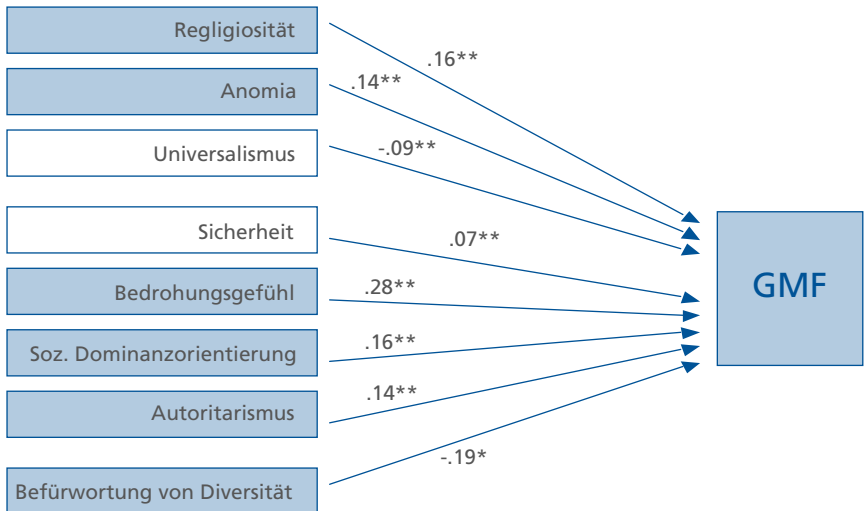 Regligiosität
.16**
Anomia
.14**
Universalismus
-.09**
Sicherheit
.07**
Bedrohungsgefühl
.28**
GMF
Soz. Dominanzorientierung
.16**
Autoritarismus
.14**
-.19*
Befürwortung von Diversität